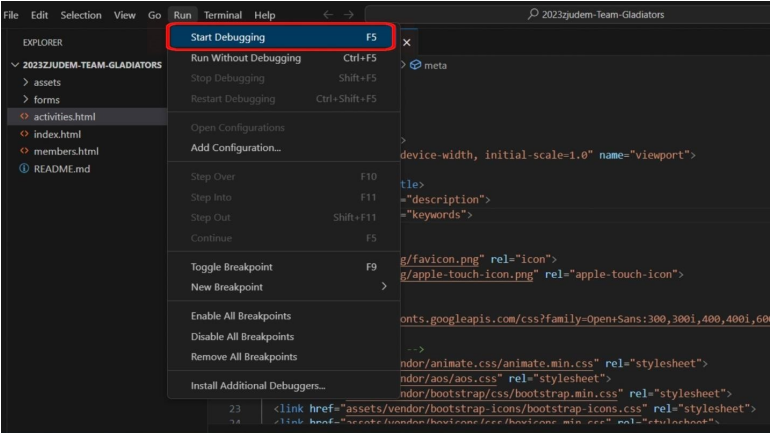 File Edit Selection View Go Run Terminal Help
2023zjudem-Team-Gladiators
EXPLORER
2023ZJUDEM-TEAM-GLADIATORS
assets
forms
activities.html
index.html
members.html
README.md
Start Debugging F5
Run Without Debugging Ctrl+F5
Stop Debugging Shift+F5
Restart Debugging Ctrl+Shift+F5
Open Configurations
Add Configuration...
Step Over F10
Step Into F11
Step Out Shift+F11
Continue F5
Toggle Breakpoint F9
New Breakpoint
Enable All Breakpoints
Disable All Breakpoints
Remove All Breakpoints
Install Additional Debuggers...
> meta
>
device-width, initial-scale=1.0" name="viewport">
tle>
="description">
="keywords">
g/favicon.png" rel="icon">
g/apple-touch-icon.png" rel="apple-touch-icon">
onts.googleapis.com/css?family=Open+Sans:300,300i,400,400i,60
-->
ndor/animate.css/animate.min.css" rel="stylesheet">
ndor/aos/aos.css" rel="stylesheet">
ndor/bootstrap/css/bootstrap.min.css" rel="stylesheet">
23 <link href="assets/vendor/bootstrap-icons/bootstrap-icons.css" rel="stylesheet">
24 <link href="assets/vendor/boxicons/css/boxicons.min.css" rel="stylesheet">